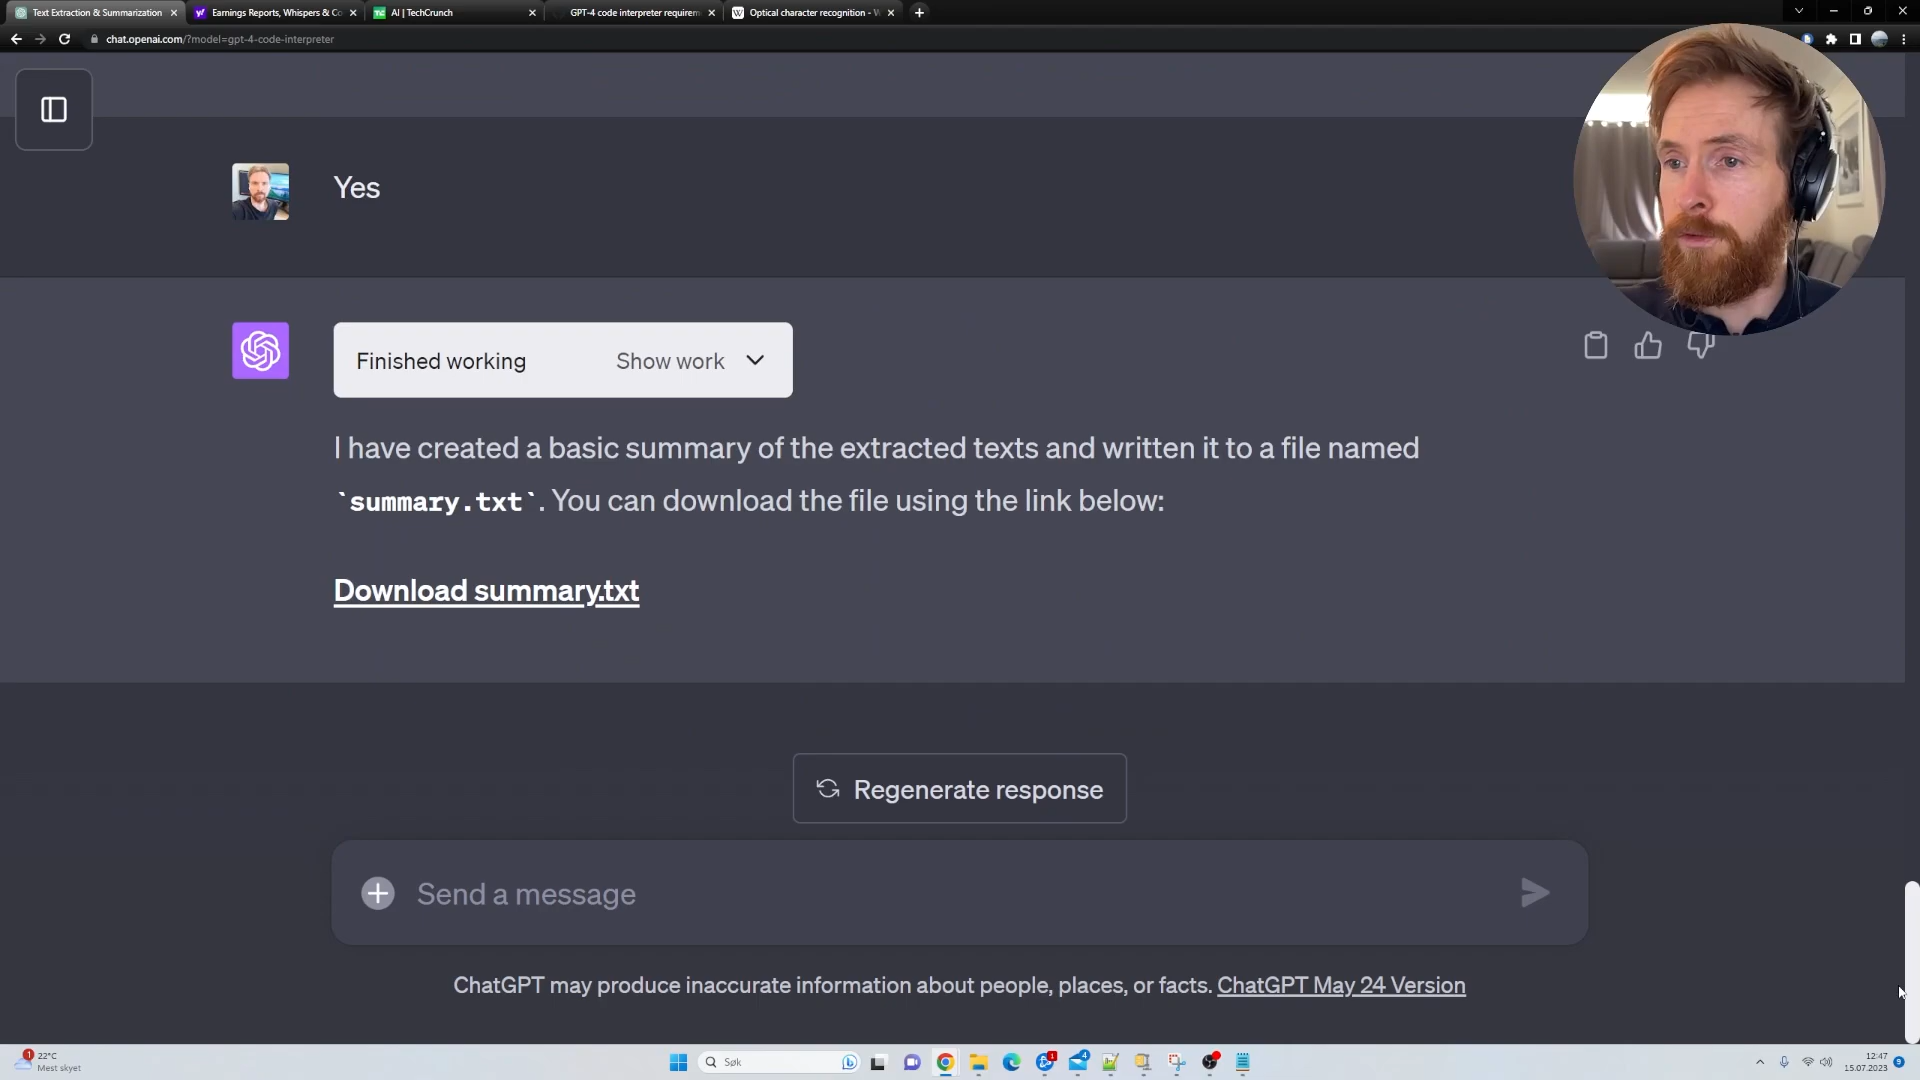 Text Extraction & Summarization
Earnings Reports, Whispers & Co
AI | TechCrunch
GPT-4 code interpreter requirem
Optical character recognition - W
chat.openai.com/?model=gpt-4-code-interpreter
Yes
Finished working
Show work
I have created a basic summary of the extracted texts and written it to a file named
`summary.txt`. You can download the file using the link below:
Download summary.txt
Regenerate response
Send a message
ChatGPT may produce inaccurate information about people, places, or facts. ChatGPT May 24 Version
1
22°C
Mest skyet
Søk
1
4
12:47
15.07.2023
9